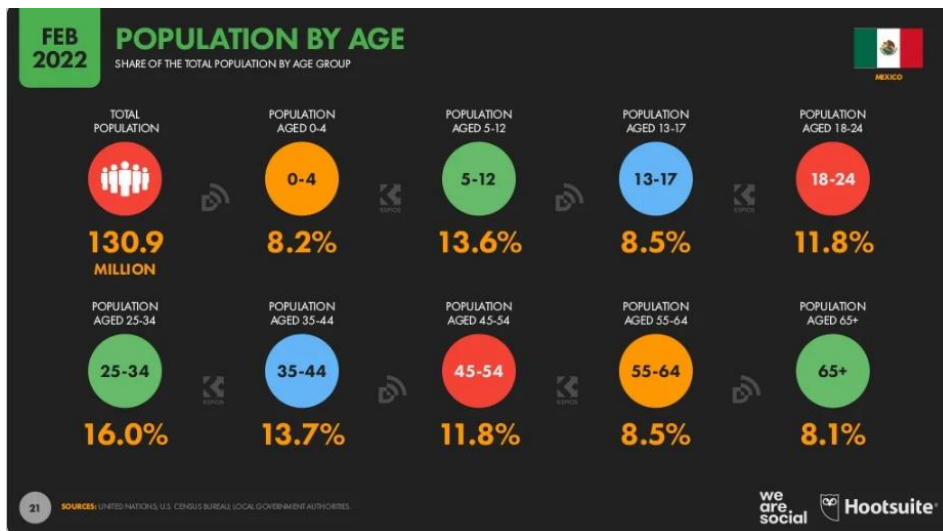 FEB
2022
POPULATION BY AGE
SHARE OF THE TOTAL POPULATION BY AGE GROUP
MEXICO
TOTAL
POPULATION
130.9
MILLION
POPULATION
AGED 0-4
0-4
8.2%
POPULATION
AGED 5-12
5-12
13.6%
POPULATION
AGED 13-17
13-17
8.5%
POPULATION
AGED 18-24
18-24
11.8%
KEPIOS
KEPIOS
POPULATION
AGED 25-34
25-34
16.0%
POPULATION
AGED 35-44
35-44
13.7%
POPULATION
AGED 45-54
45-54
11.8%
POPULATION
AGED 55-64
55-64
8.5%
POPULATION
AGED 65+
65+
8.1%
KEPIOS
KEPIOS
21
SOURCES: UNITED NATIONS; U.S. CENSUS BUREAU; LOCAL GOVERNMENT AUTHORITIES.
we
are.
social
Hootsuite